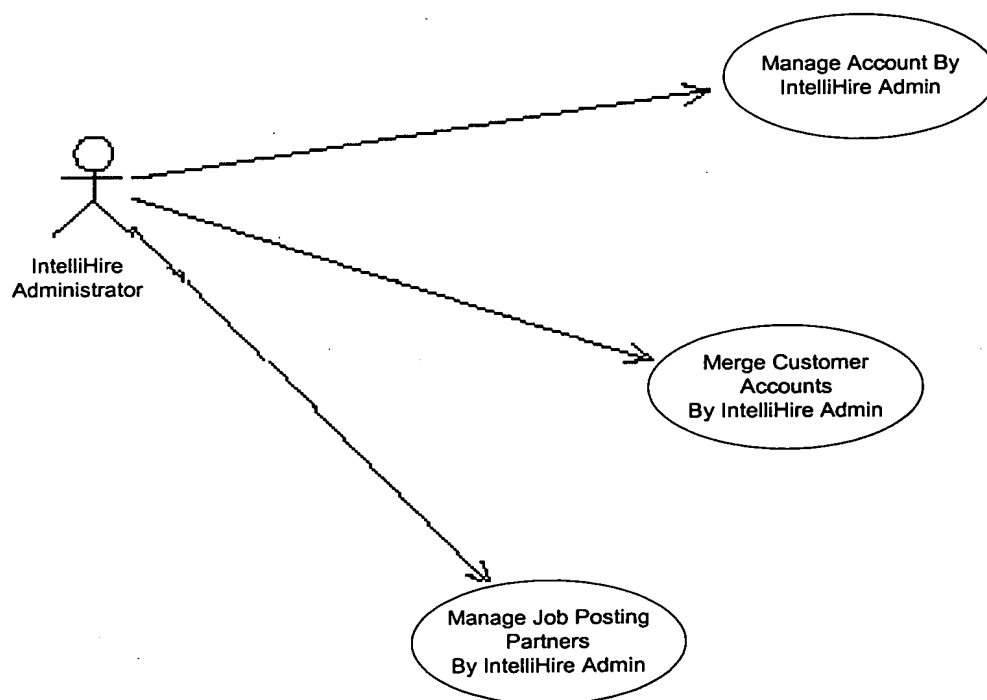 Manage Account By
IntelliHire Admin
IntelliHire
Administrator
Merge Customer
Accounts
By IntelliHire Admin
Manage Job Posting
Partners
By IntelliHire Admin